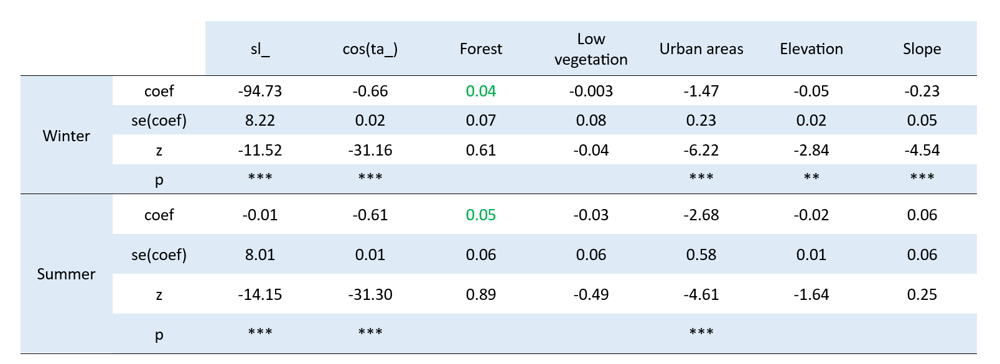 sl_ cos(ta_) Forest Low vegetation Urban areas Elevation Slope
Winter
coef -94.73 -0.66 0.04 -0.003 -1.47 -0.05 -0.23
se(coef) 8.22 0.02 0.07 0.08 0.23 0.02 0.05
z -11.52 -31.16 0.61 -0.04 -6.22 -2.84 -4.54
p *** *** *** ** ***
Summer
coef -0.01 -0.61 0.05 -0.03 -2.68 -0.02 0.06
se(coef) 8.01 0.01 0.06 0.06 0.58 0.01 0.06
z -14.15 -31.30 0.89 -0.49 -4.61 -1.64 0.25
p *** *** ***